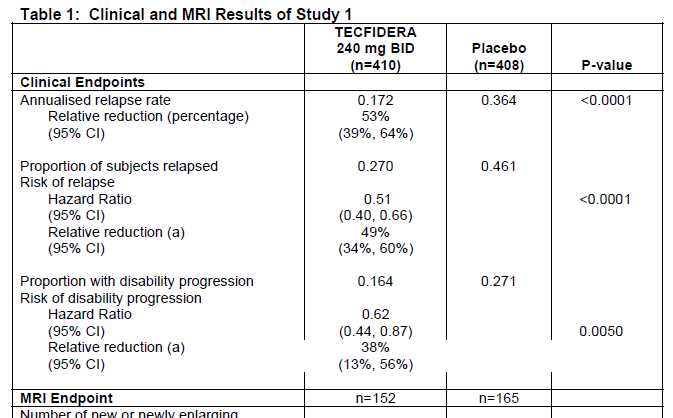 Table 1: Clinical and MRI Results of Study 1
TECFIDERA
240 mg BID
(n=410)
Placebo
(n=408)
P-value
Clinical Endpoints
Annualised relapse rate 0.172 0.364 <0.0001
Relative reduction (percentage) 53%
(95% CI) (39%, 64%)
Proportion of subjects relapsed 0.270 0.461
Risk of relapse
Hazard Ratio 0.51 <0.0001
(95% CI) (0.40, 0.66)
Relative reduction (a) 49%
(95% CI) (34%, 60%)
Proportion with disability progression 0.164 0.271
Risk of disability progression
Hazard Ratio 0.62
(95% CI) (0.44, 0.87) 0.0050
Relative reduction (a) 38%
(95% CI) (13%, 56%)
MRI Endpoint n=152 n=165
Number of new or newly enlarging